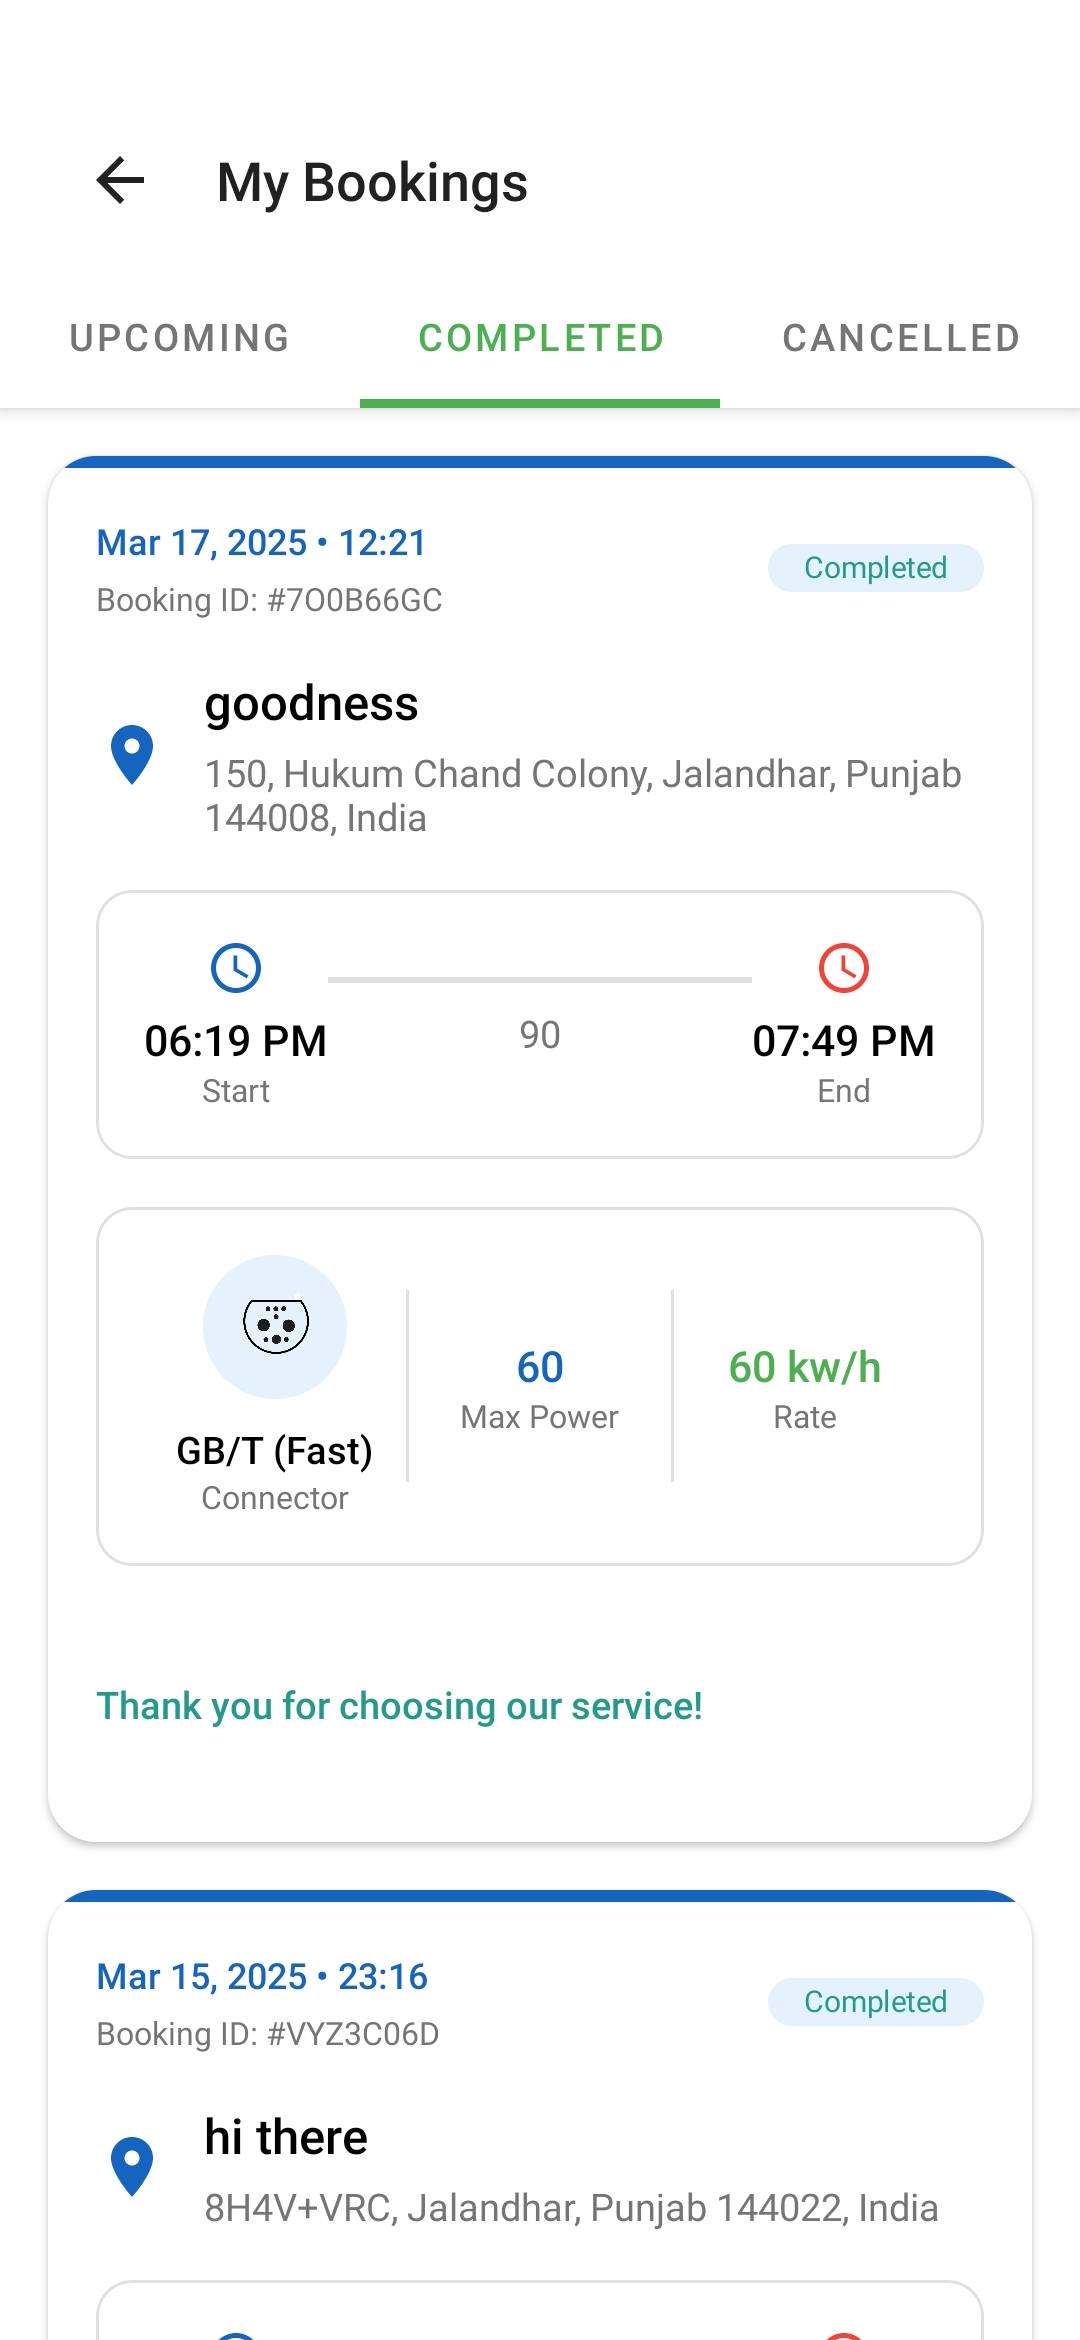 My Bookings
UPCOMING COMPLETED CANCELLED
Mar 17, 2025 • 12:21
Completed
Booking ID: #7O0B66GC
goodness
150, Hukum Chand Colony, Jalandhar, Punjab
144008, India
06:19 PM 90 07:49 PM
Start End
60 60 kw/h
Max Power Rate
GB/T (Fast)
Connector
Thank you for choosing our service!
Mar 15, 2025 • 23:16
Completed
Booking ID: #VYZ3C06D
hi there
8H4V+VRC, Jalandhar, Punjab 144022, India